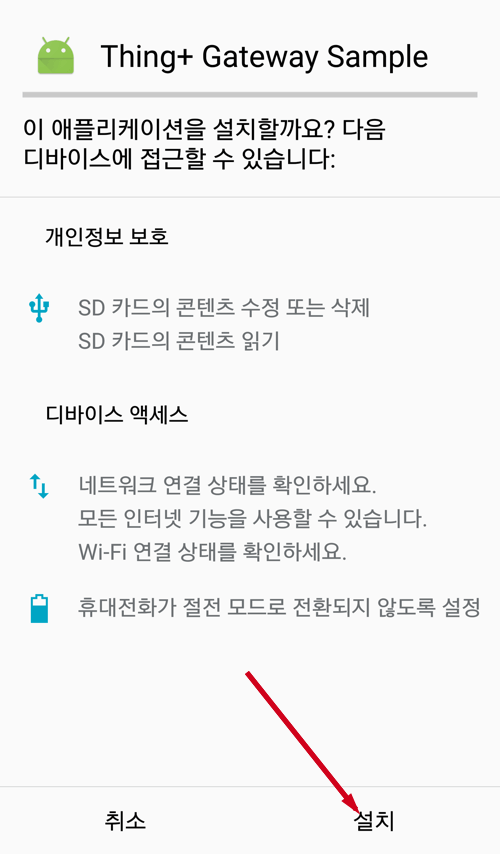 Thing+ Gateway Sample
이 애플리케이션을 설치할까요? 다음
디바이스에 접근할 수 있습니다:
개인정보 보호
SD 카드의 콘텐츠 수정 또는 삭제
SD 카드의 콘텐츠 읽기
디바이스 액세스
네트워크 연결 상태를 확인하세요.
모든 인터넷 기능을 사용할 수 있습니다.
Wi-Fi 연결 상태를 확인하세요.
휴대전화가 절전 모드로 전환되지 않도록 설정
취소
설치